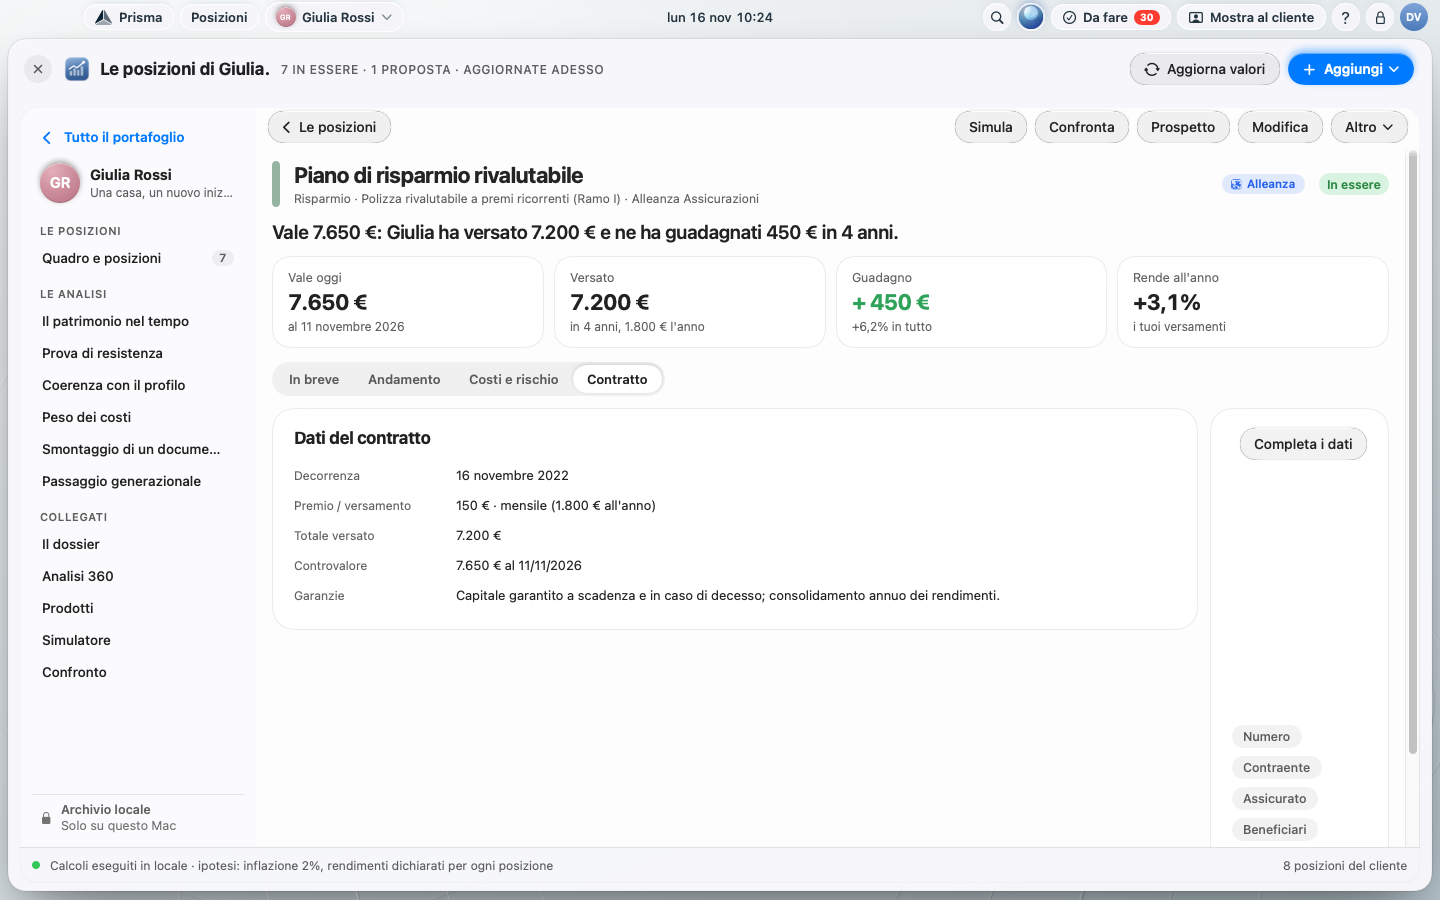 Prisma
Posizioni
GR
Giulia Rossi
lun 16 nov 10:24
Da fare
30
Mostra al cliente
?
DV
Le posizioni di Giulia.
7 IN ESSERE · 1 PROPOSTA · AGGIORNATE ADESSO
Aggiorna valori
+ Aggiungi
Tutto il portafoglio
GR
Giulia Rossi
Una casa, un nuovo iniz...
LE POSIZIONI
Quadro e posizioni
7
LE ANALISI
Il patrimonio nel tempo
Prova di resistenza
Coerenza con il profilo
Peso dei costi
Smontaggio di un docume...
Passaggio generazionale
COLLEGATI
Il dossier
Analisi 360
Prodotti
Simulatore
Confronto
Archivio locale
Solo su questo Mac
Le posizioni
Simula
Confronta
Prospetto
Modifica
Altro
Piano di risparmio rivalutabile
Risparmio · Polizza rivalutabile a premi ricorrenti (Ramo I) · Alleanza Assicurazioni
Alleanza
In essere
Vale 7.650 €: Giulia ha versato 7.200 € e ne ha guadagnati 450 € in 4 anni.
Vale oggi
7.650 €
al 11 novembre 2026
Versato
7.200 €
in 4 anni, 1.800 € l'anno
Guadagno
+ 450 €
+6,2% in tutto
Rende all'anno
+3,1%
i tuoi versamenti
In breve
Andamento
Costi e rischio
Contratto
Dati del contratto
Decorrenza
16 novembre 2022
Premio / versamento
150 € · mensile (1.800 € all'anno)
Totale versato
7.200 €
Controvalore
7.650 € al 11/11/2026
Garanzie
Capitale garantito a scadenza e in caso di decesso; consolidamento annuo dei rendimenti.
Completa i dati
Numero
Contraente
Assicurato
Beneficiari
Calcoli eseguiti in locale · ipotesi: inflazione 2%, rendimenti dichiarati per ogni posizione
8 posizioni del cliente